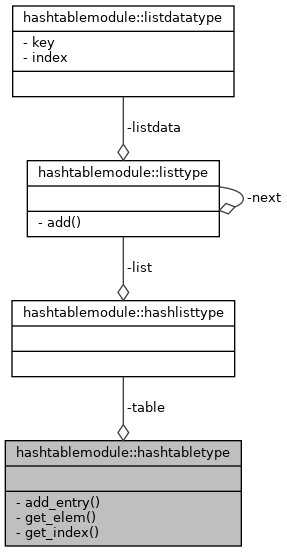 hashtablemodule::listdatatype
- key
- index
-listdata
hashtablemodule::listtype
-next
- add()
-list
hashtablemodule::hashlisttype
-table
hashtablemodule::hashtabletype
- add_entry()
- get_elem()
- get_index()